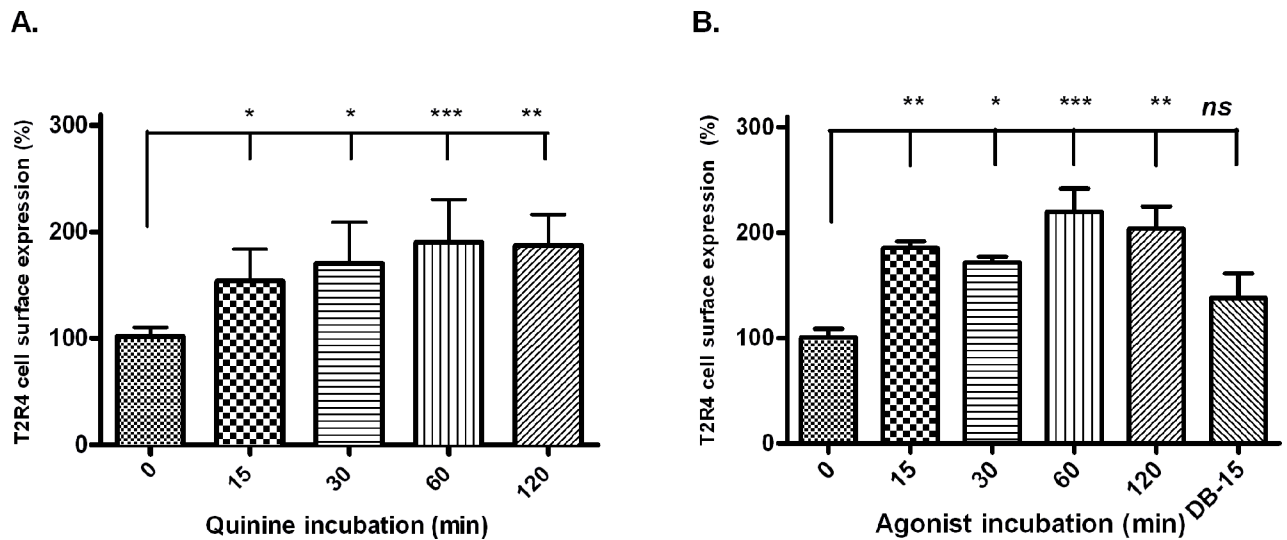 A.
T2R4 cell surface expression (%)
300
200
100
0
* * *** **
0 15 30 60 120
Quinine incubation (min)
B.
T2R4 cell surface expression (%)
300
200
100
0
** * *** ** ns
0 15 30 60 120 DB-15
Agonist incubation (min)